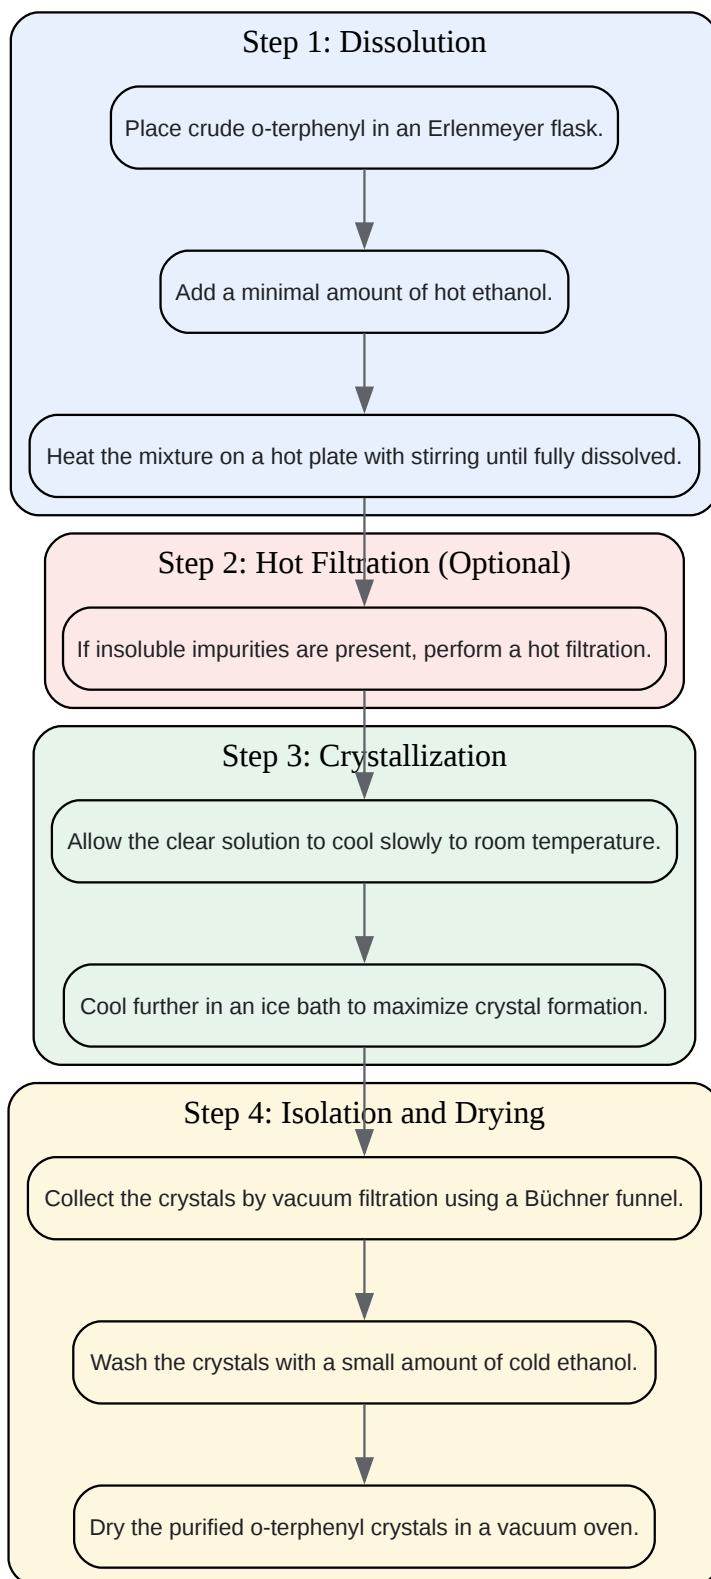 Step 1: Dissolution
Place crude o-terphenyl in an Erlenmeyer flask.
Add a minimal amount of hot ethanol.
Heat the mixture on a hot plate with stirring until fully dissolved.
Step 2: Hot Filtration (Optional)
If insoluble impurities are present, perform a hot filtration.
Step 3: Crystallization
Allow the clear solution to cool slowly to room temperature.
Cool further in an ice bath to maximize crystal formation.
Step 4: Isolation and Drying
Collect the crystals by vacuum filtration using a Büchner funnel.
Wash the crystals with a small amount of cold ethanol.
Dry the purified o-terphenyl crystals in a vacuum oven.